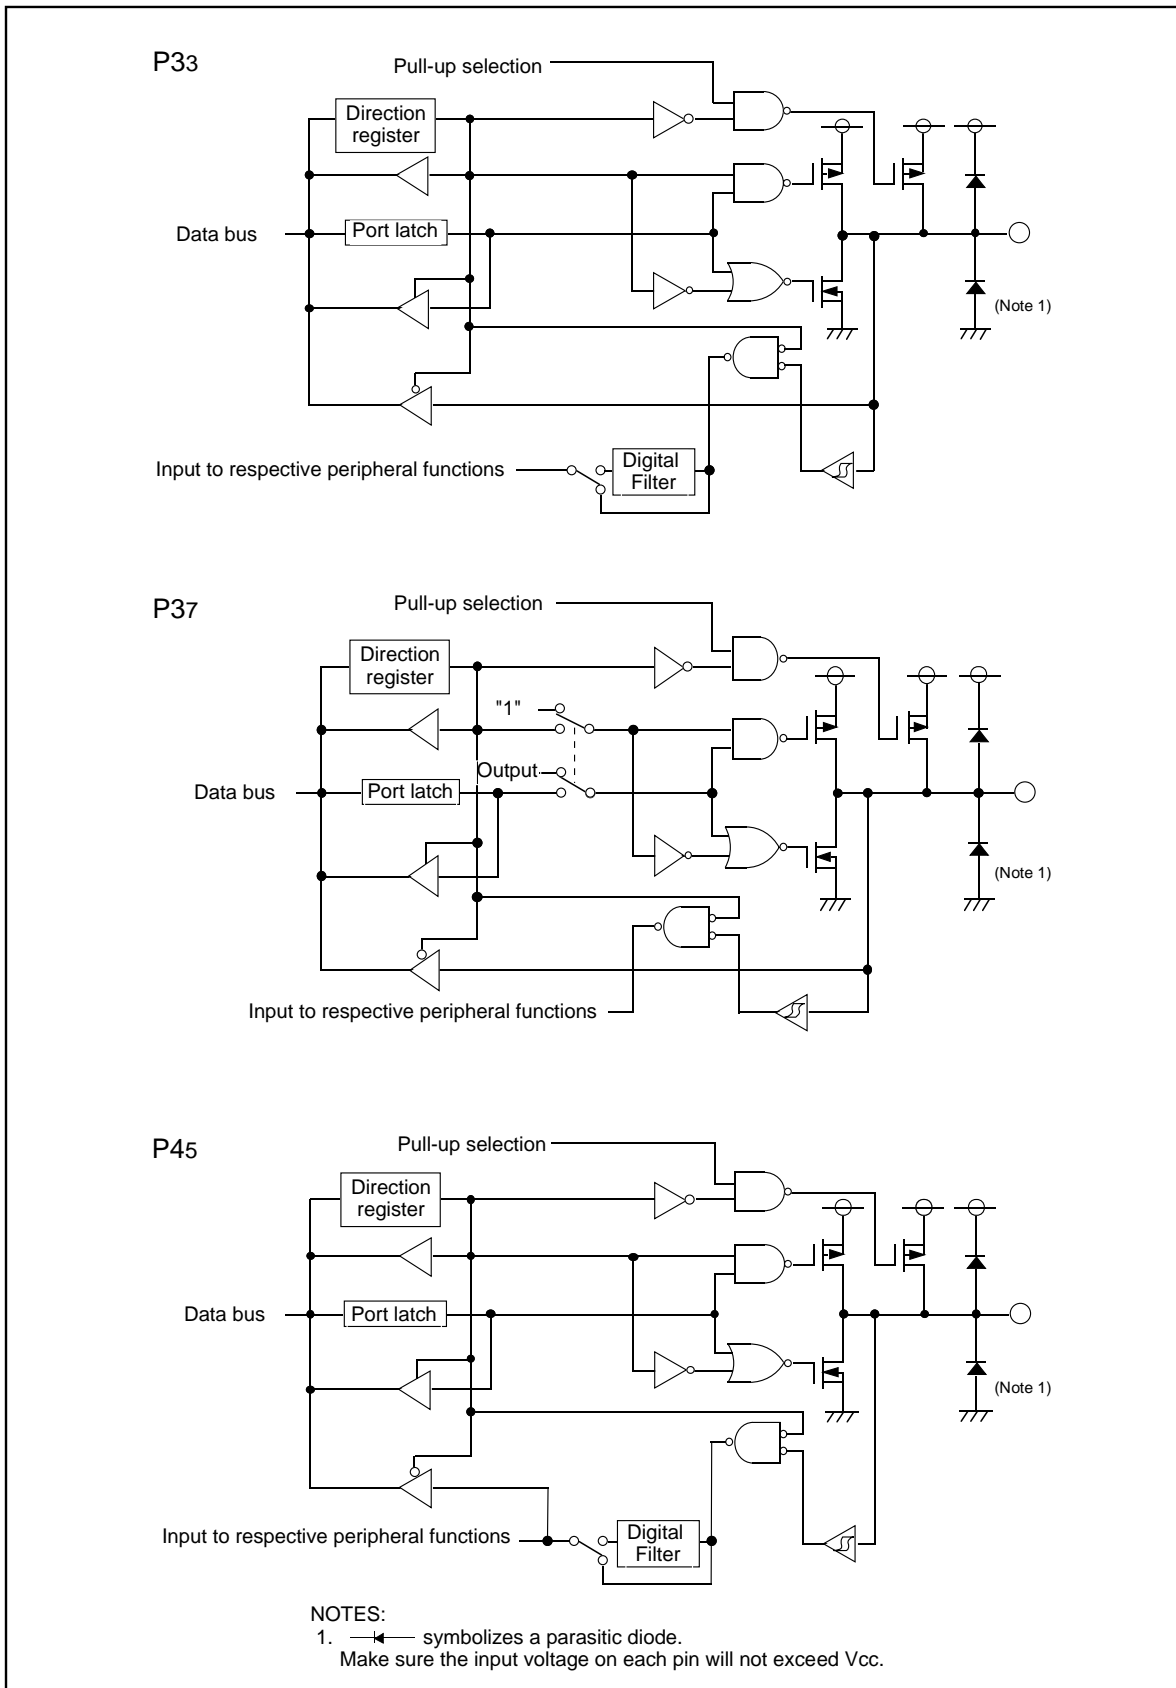 P33
Pull-up selection
Direction
register
Data bus
Port latch
(Note 1)
Input to respective peripheral functions
Digital
Filter
P37
Pull-up selection
Direction
register
"1"
Output
Data bus
Port latch
(Note 1)
Input to respective peripheral functions
P45
Pull-up selection
Direction
register
Data bus
Port latch
(Note 1)
Input to respective peripheral functions
Digital
Filter
NOTES:
1. symbolizes a parasitic diode.
Make sure the input voltage on each pin will not exceed Vcc.